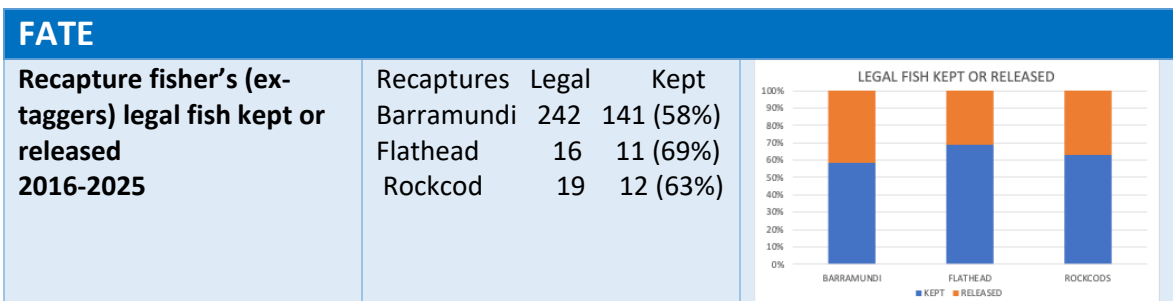 FATE
Recapture fisher’s (ex-
taggers) legal fish kept or
released
2016-2025
Recaptures Legal Kept
Barramundi 242 141 (58%)
Flathead 16 11 (69%)
Rockcod 19 12 (63%)
LEGAL FISH KEPT OR RELEASED
100%
90%
80%
70%
60%
50%
40%
30%
20%
10%
0%
BARRAMUNDI FLATHEAD ROCKCODS
KEPT RELEASED